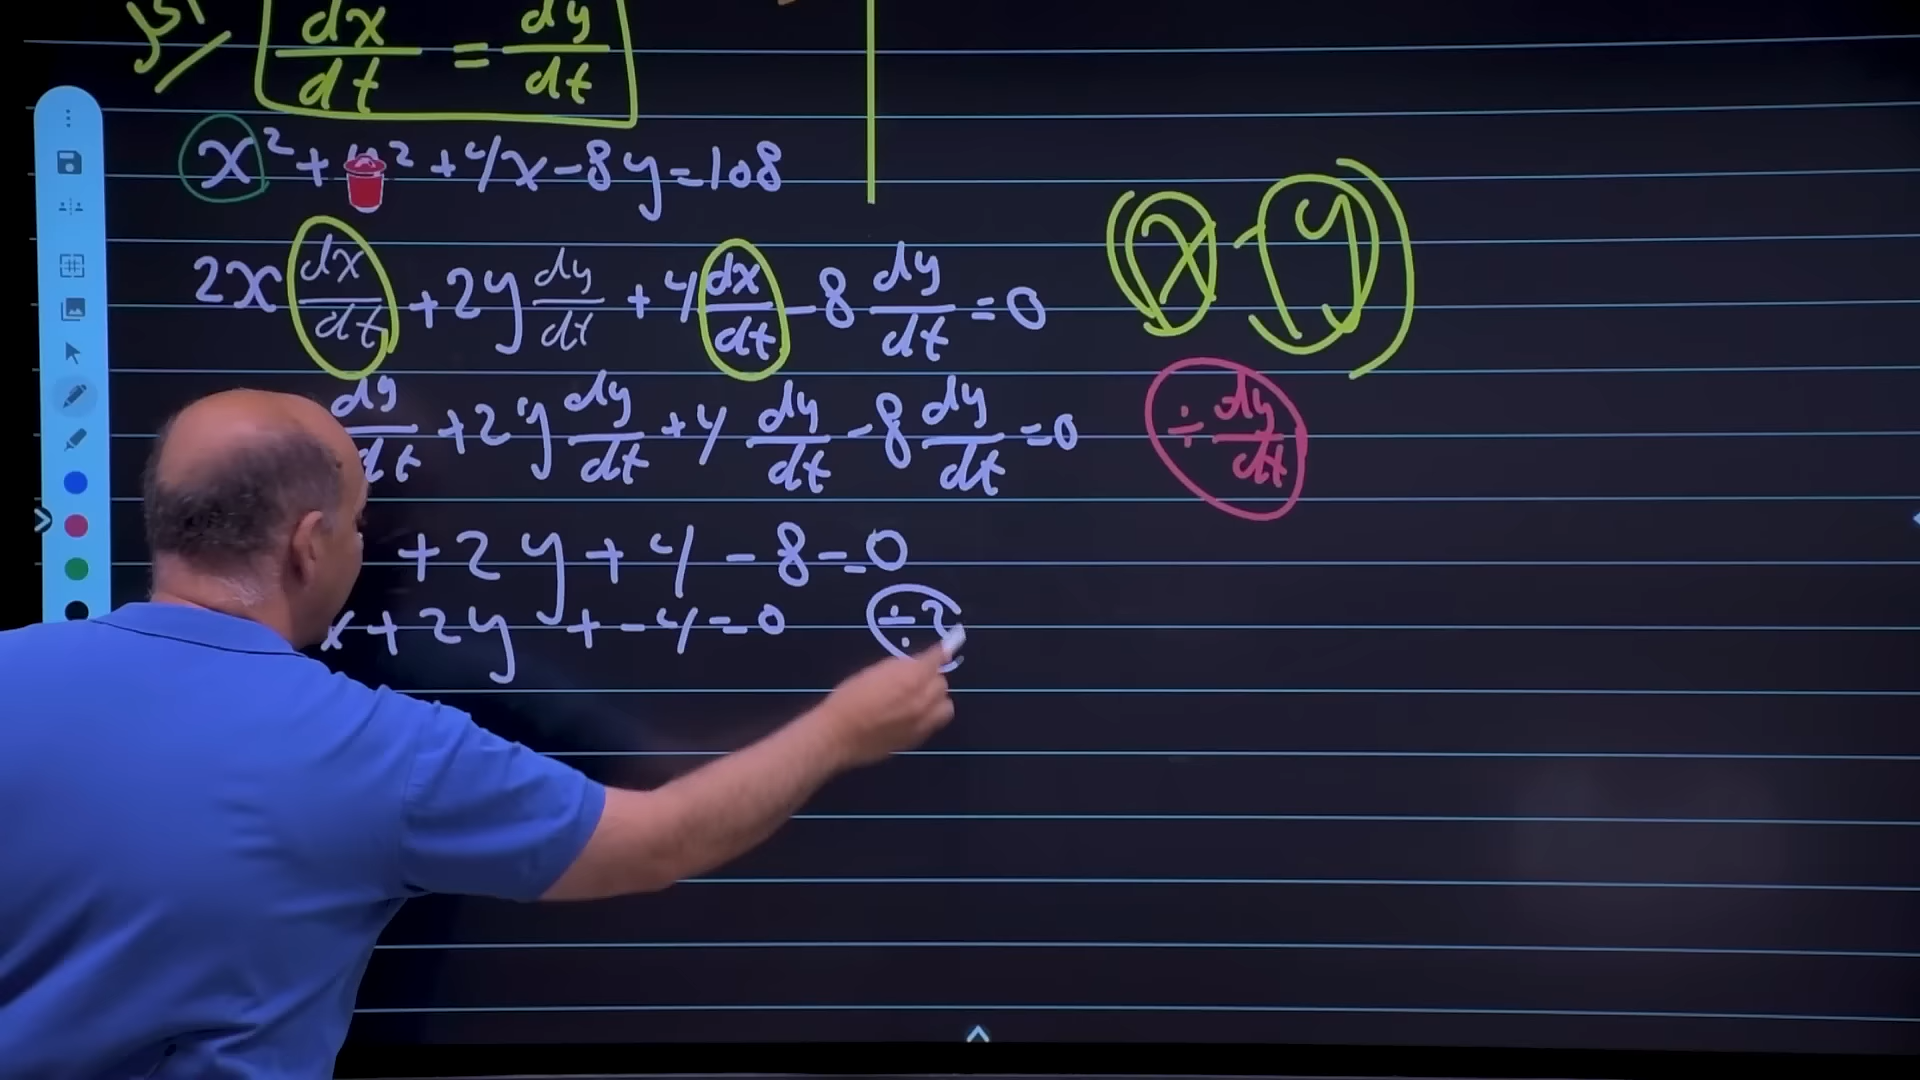 dx/dt = dy/dt
x² + y² + 4x - 8y = 108
2x dx/dt + 2y dy/dt + 4 dx/dt - 8 dy/dt = 0
(x, y)
dy/dt + 2y dy/dt + 4 dy/dt - 8 dy/dt = 0
÷ dy/dt
+ 2y + 4 - 8 = 0
x + 2y + - 4 = 0
÷ 2